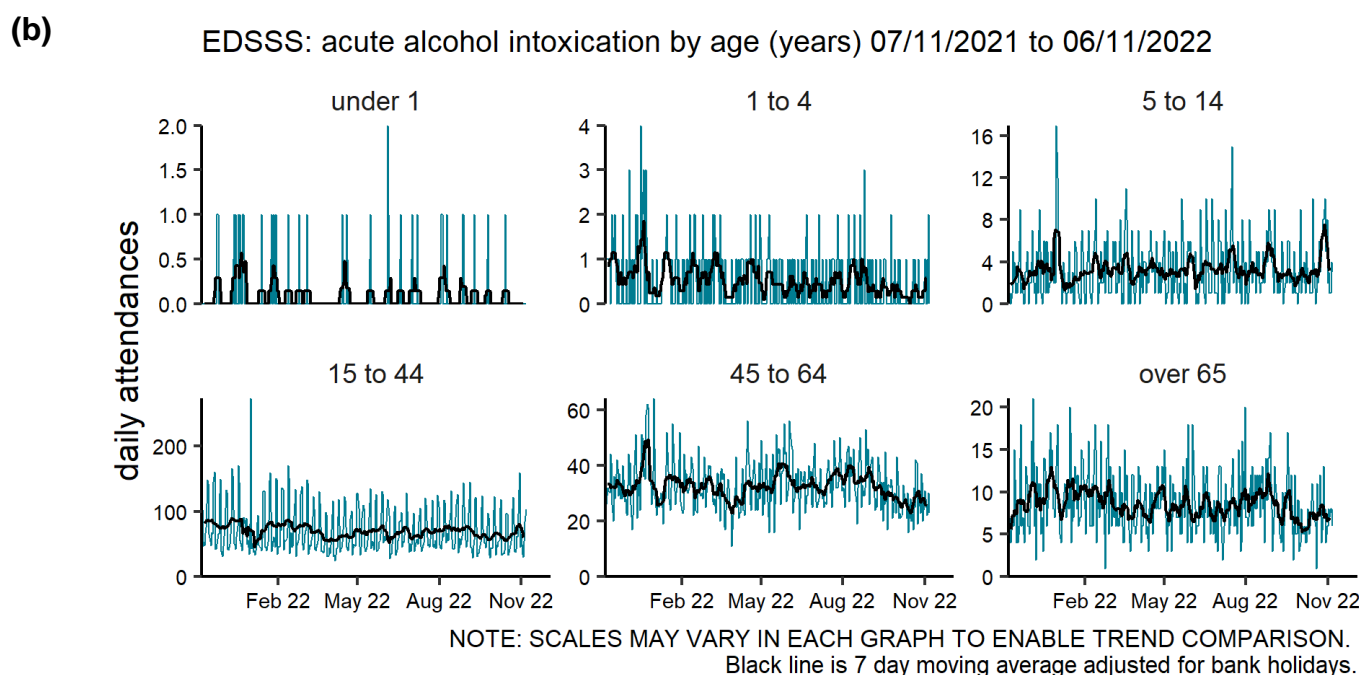 (b)
EDSSS: acute alcohol intoxication by age (years) 07/11/2021 to 06/11/2022
daily attendances
under 1
2.0
1.5
1.0
0.5
0.0
1 to 4
4
3
2
1
0
5 to 14
16
12
8
4
0
15 to 44
200
100
0
Feb 22 May 22 Aug 22 Nov 22
45 to 64
60
40
20
0
Feb 22 May 22 Aug 22 Nov 22
over 65
20
15
10
5
0
Feb 22 May 22 Aug 22 Nov 22
NOTE: SCALES MAY VARY IN EACH GRAPH TO ENABLE TREND COMPARISON.
Black line is 7 day moving average adjusted for bank holidays.